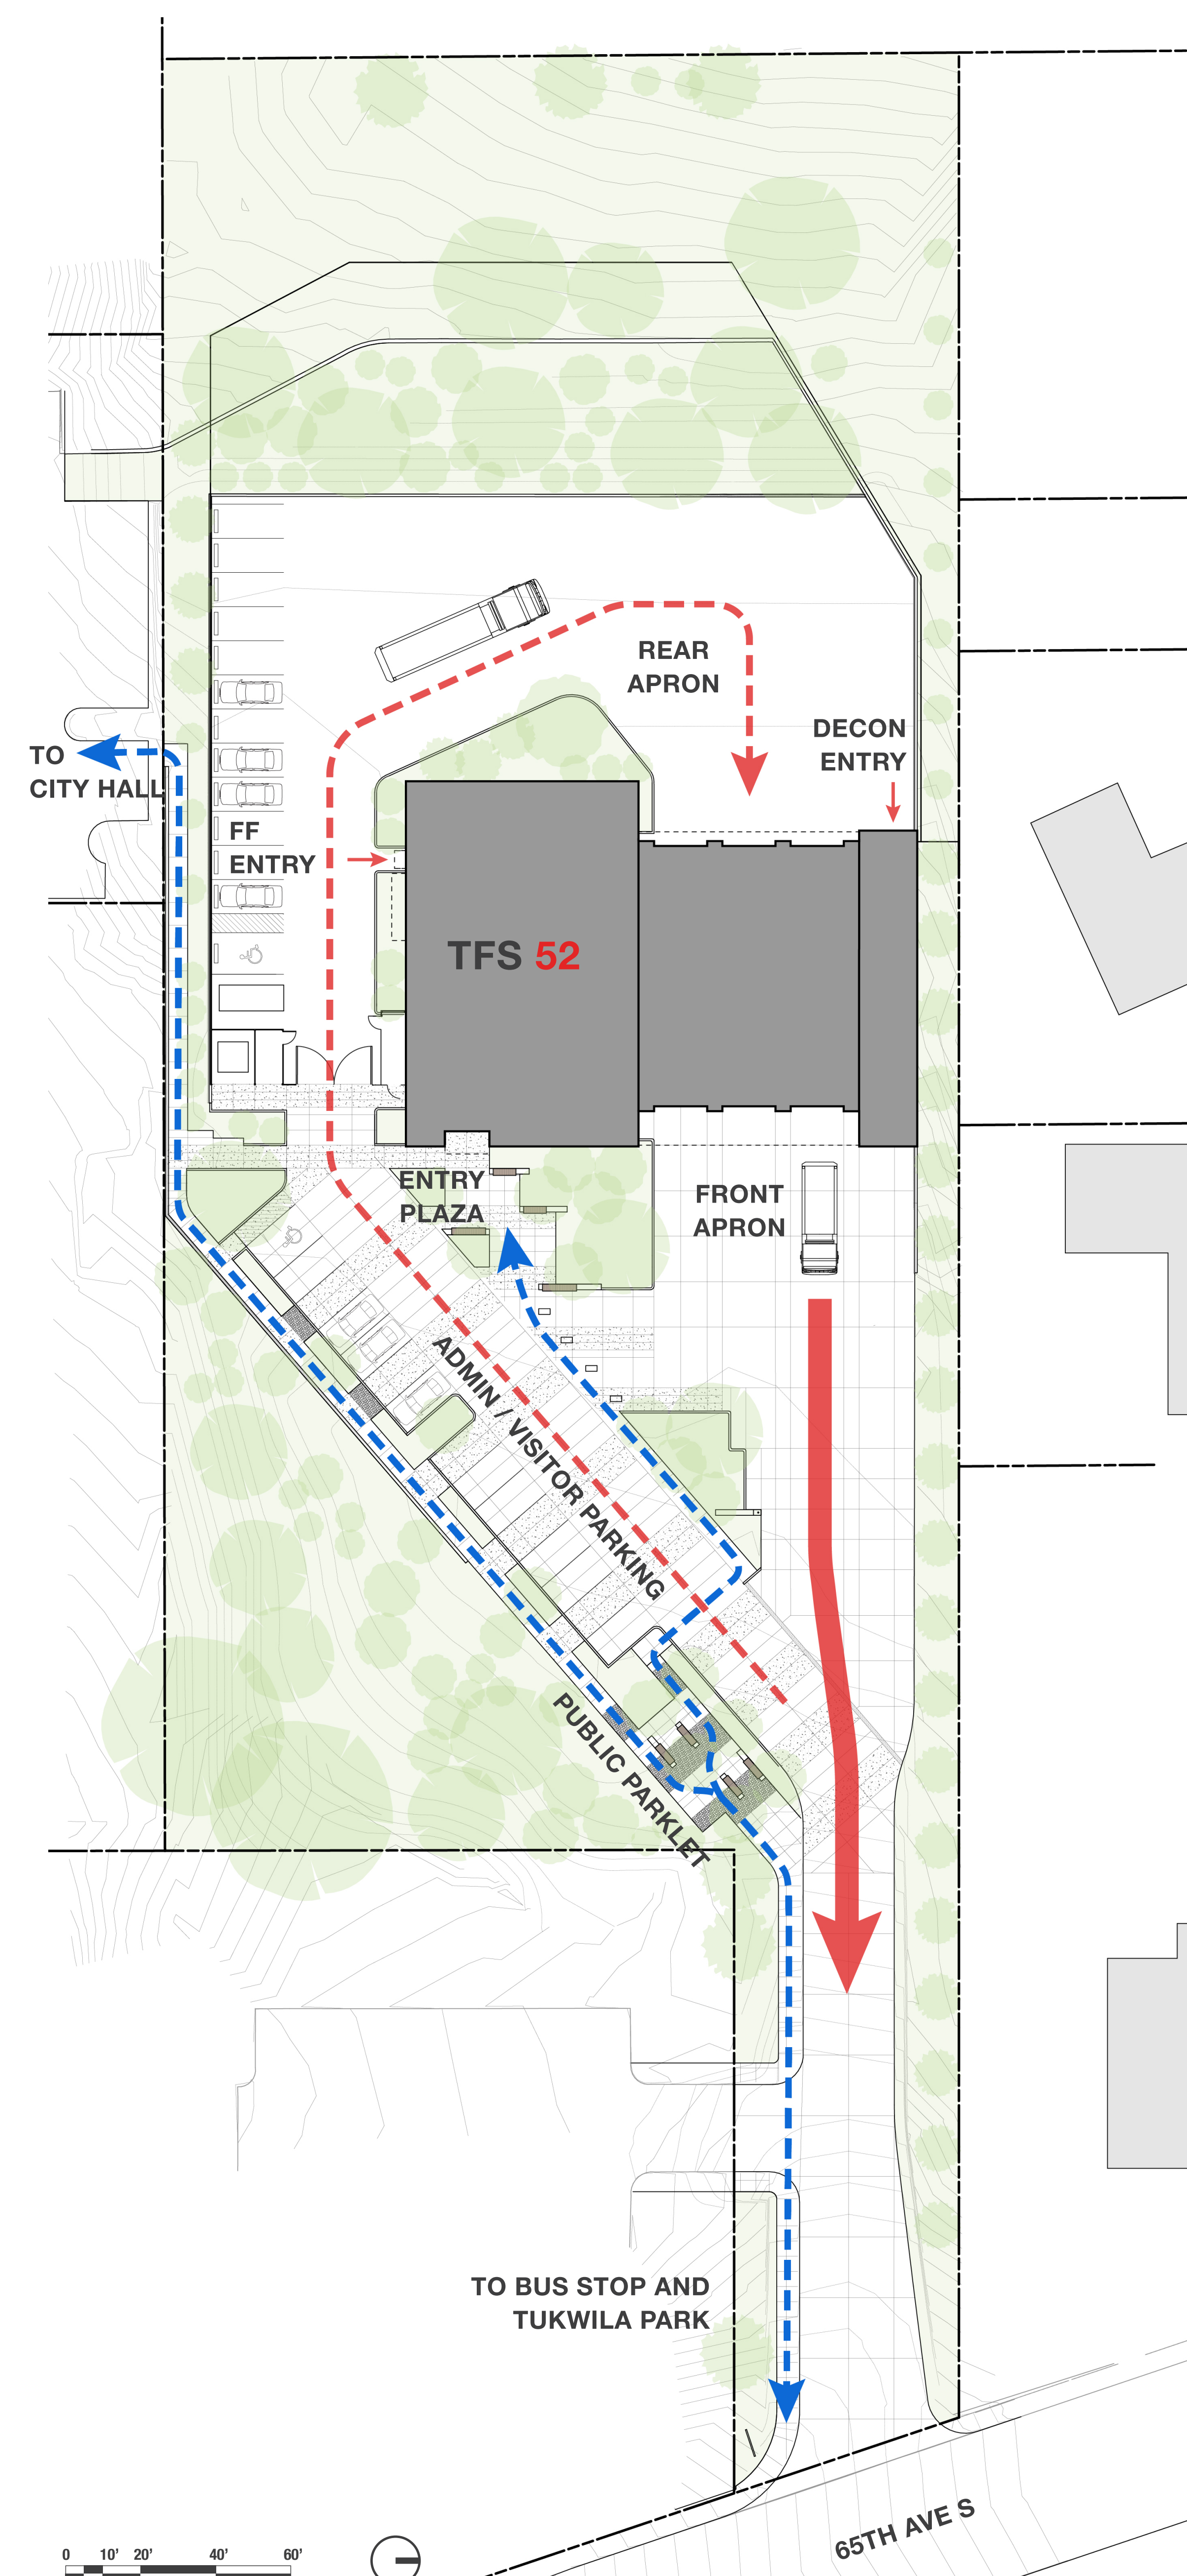 REAR
APRON
DECON
ENTRY
TO
CITY HALL
FF
ENTRY
TFS 52
ENTRY
PLAZA
FRONT
APRON
ADMIN / VISITOR PARKING
PUBLIC PARKLET
TO BUS STOP AND
TUKWILA PARK
65TH AVE S
0 10' 20' 40' 60'